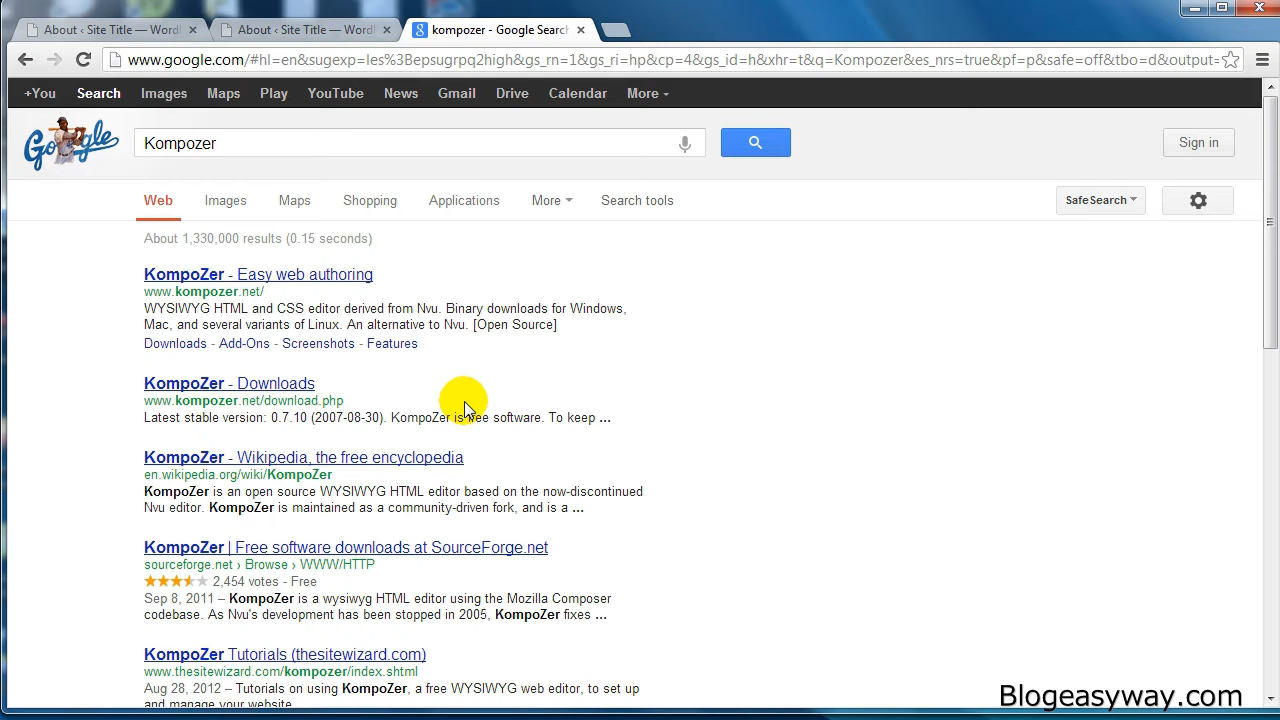 About ‹ Site Title — WordP
About ‹ Site Title — WordP
kompozer - Google Search
www.google.com/#hl=en&sugexp=les%3Bepsugrpq2high&gs_rn=1&gs_ri=hp&cp=4&gs_id=h&xhr=t&q=Kompozer&es_nrs=true&pf=p&safe=off&tbo=d&output=
+You Search Images Maps Play YouTube News Gmail Drive Calendar More
Google
Kompozer
Sign in
Web Images Maps Shopping Applications More Search tools
SafeSearch
About 1,330,000 results (0.15 seconds)
KompoZer - Easy web authoring
www.kompozer.net/
WYSIWYG HTML and CSS editor derived from Nvu. Binary downloads for Windows,
Mac, and several variants of Linux. An alternative to Nvu. [Open Source]
Downloads - Add-Ons - Screenshots - Features
KompoZer - Downloads
www.kompozer.net/download.php
Latest stable version: 0.7.10 (2007-08-30). KompoZer is free software. To keep ...
KompoZer - Wikipedia, the free encyclopedia
en.wikipedia.org/wiki/KompoZer
KompoZer is an open source WYSIWYG HTML editor based on the now-discontinued
Nvu editor. KompoZer is maintained as a community-driven fork, and is a ...
KompoZer | Free software downloads at SourceForge.net
sourceforge.net › Browse › WWW/HTTP
2,454 votes - Free
Sep 8, 2011 – KompoZer is a wysiwyg HTML editor using the Mozilla Composer
codebase. As Nvu's development has been stopped in 2005, KompoZer fixes ...
KompoZer Tutorials (thesitewizard.com)
www.thesitewizard.com/kompozer/index.shtml
Aug 28, 2012 – Tutorials on using KompoZer, a free WYSIWYG web editor, to set up
and manage your website
Blogeasyway.com